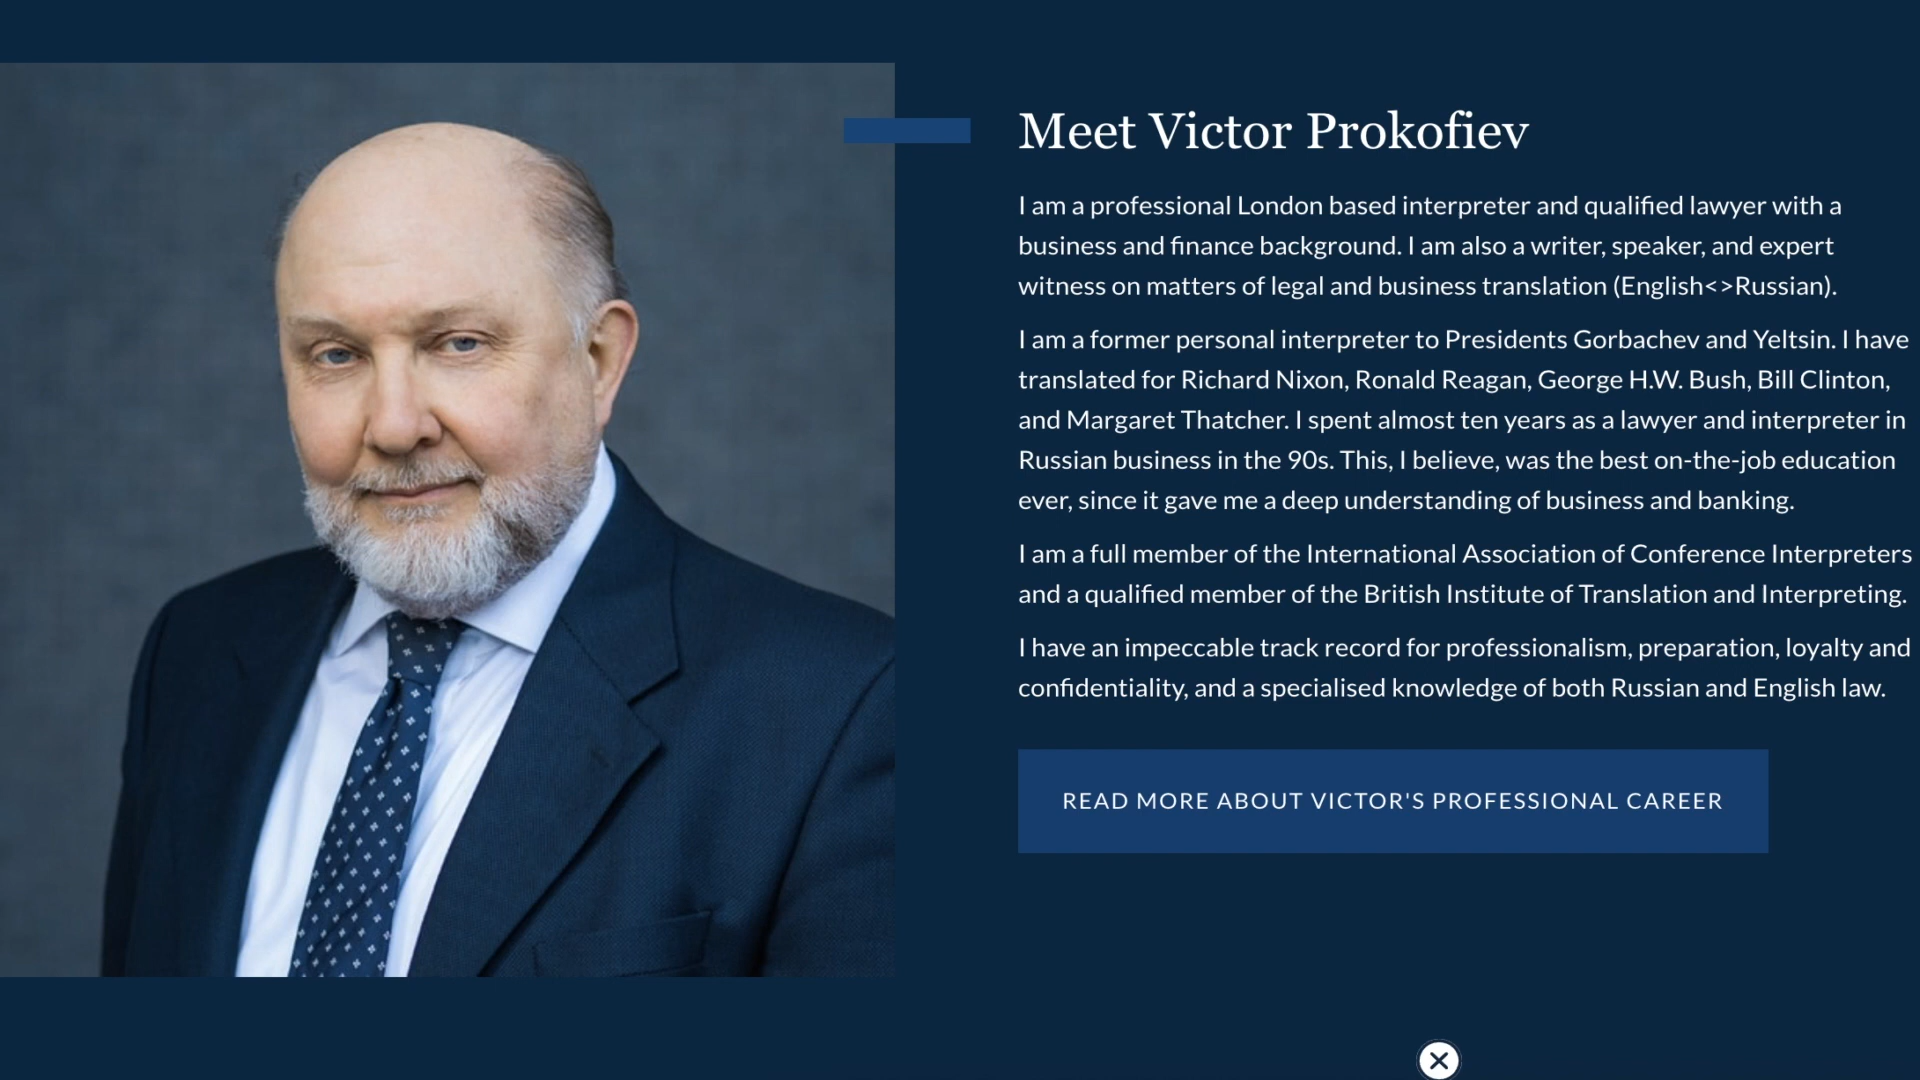 Meet Victor Prokofiev
I am a professional London based interpreter and qualified lawyer with a
business and finance background. I am also a writer, speaker, and expert
witness on matters of legal and business translation (English<>Russian).
I am a former personal interpreter to Presidents Gorbachev and Yeltsin. I have
translated for Richard Nixon, Ronald Reagan, George H.W. Bush, Bill Clinton,
and Margaret Thatcher. I spent almost ten years as a lawyer and interpreter in
Russian business in the 90s. This, I believe, was the best on-the-job education
ever, since it gave me a deep understanding of business and banking.
I am a full member of the International Association of Conference Interpreters
and a qualified member of the British Institute of Translation and Interpreting.
I have an impeccable track record for professionalism, preparation, loyalty and
confidentiality, and a specialised knowledge of both Russian and English law.
READ MORE ABOUT VICTOR'S PROFESSIONAL CAREER